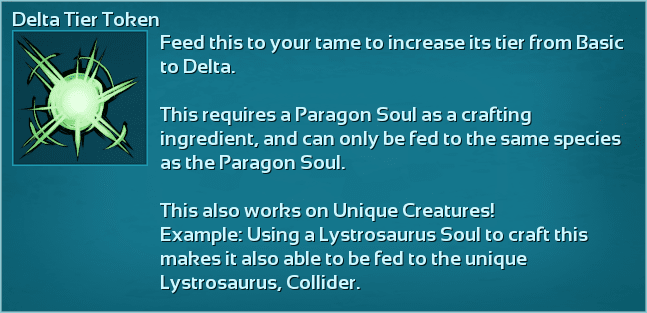 Delta Tier Token
Feed this to your tame to increase its tier from Basic
to Delta.
This requires a Paragon Soul as a crafting
ingredient, and can only be fed to the same species
as the Paragon Soul.
This also works on Unique Creatures!
Example: Using a Lystrosaurus Soul to craft this
makes it also able to be fed to the unique
Lystrosaurus, Collider.